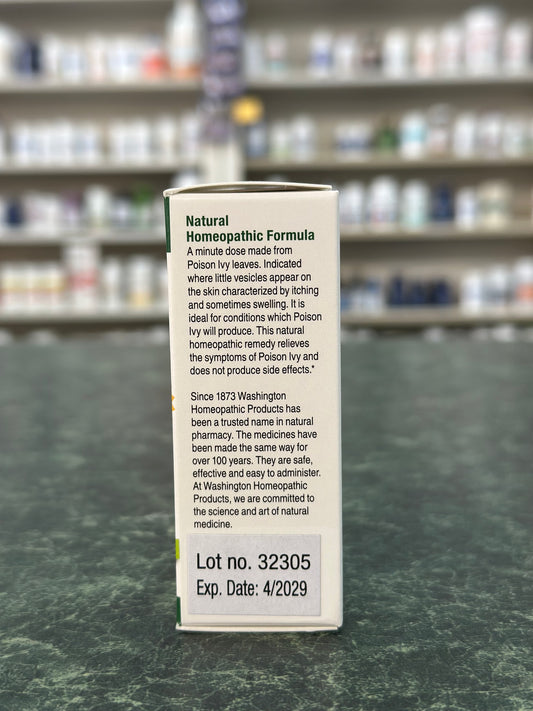 Natural
Homeopathic Formula
A minute dose made from
Poison Ivy leaves. Indicated
where little vesicles appear on
the skin characterized by itching
and sometimes swelling. It is
ideal for conditions which Poison
Ivy will produce. This natural
homeopathic remedy relieves
the symptoms of Poison Ivy and
does not produce side effects.*
Since 1873 Washington
Homeopathic Products has
been a trusted name in natural
pharmacy. The medicines have
been made the same way for
over 100 years. They are safe,
effective and easy to administer.
At Washington Homeopathic
Products, we are committed to
the science and art of natural
medicine.
Lot no. 32305
Exp. Date: 4/2029